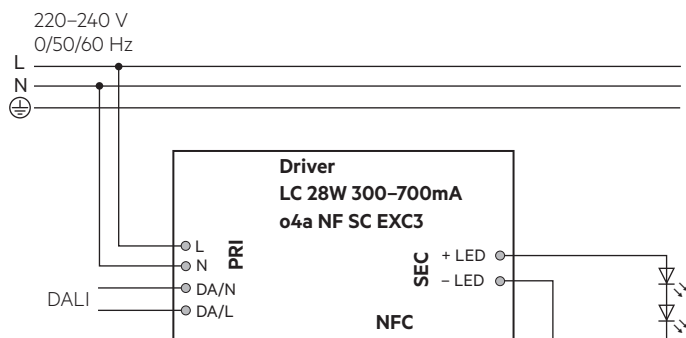 220–240 V
0/50/60 Hz
L
N
Driver
LC 28W 300–700mA
o4a NF SC EXC3
PRI
L
N
DA/N
DA/L
DALI
SEC
+ LED
– LED
NFC